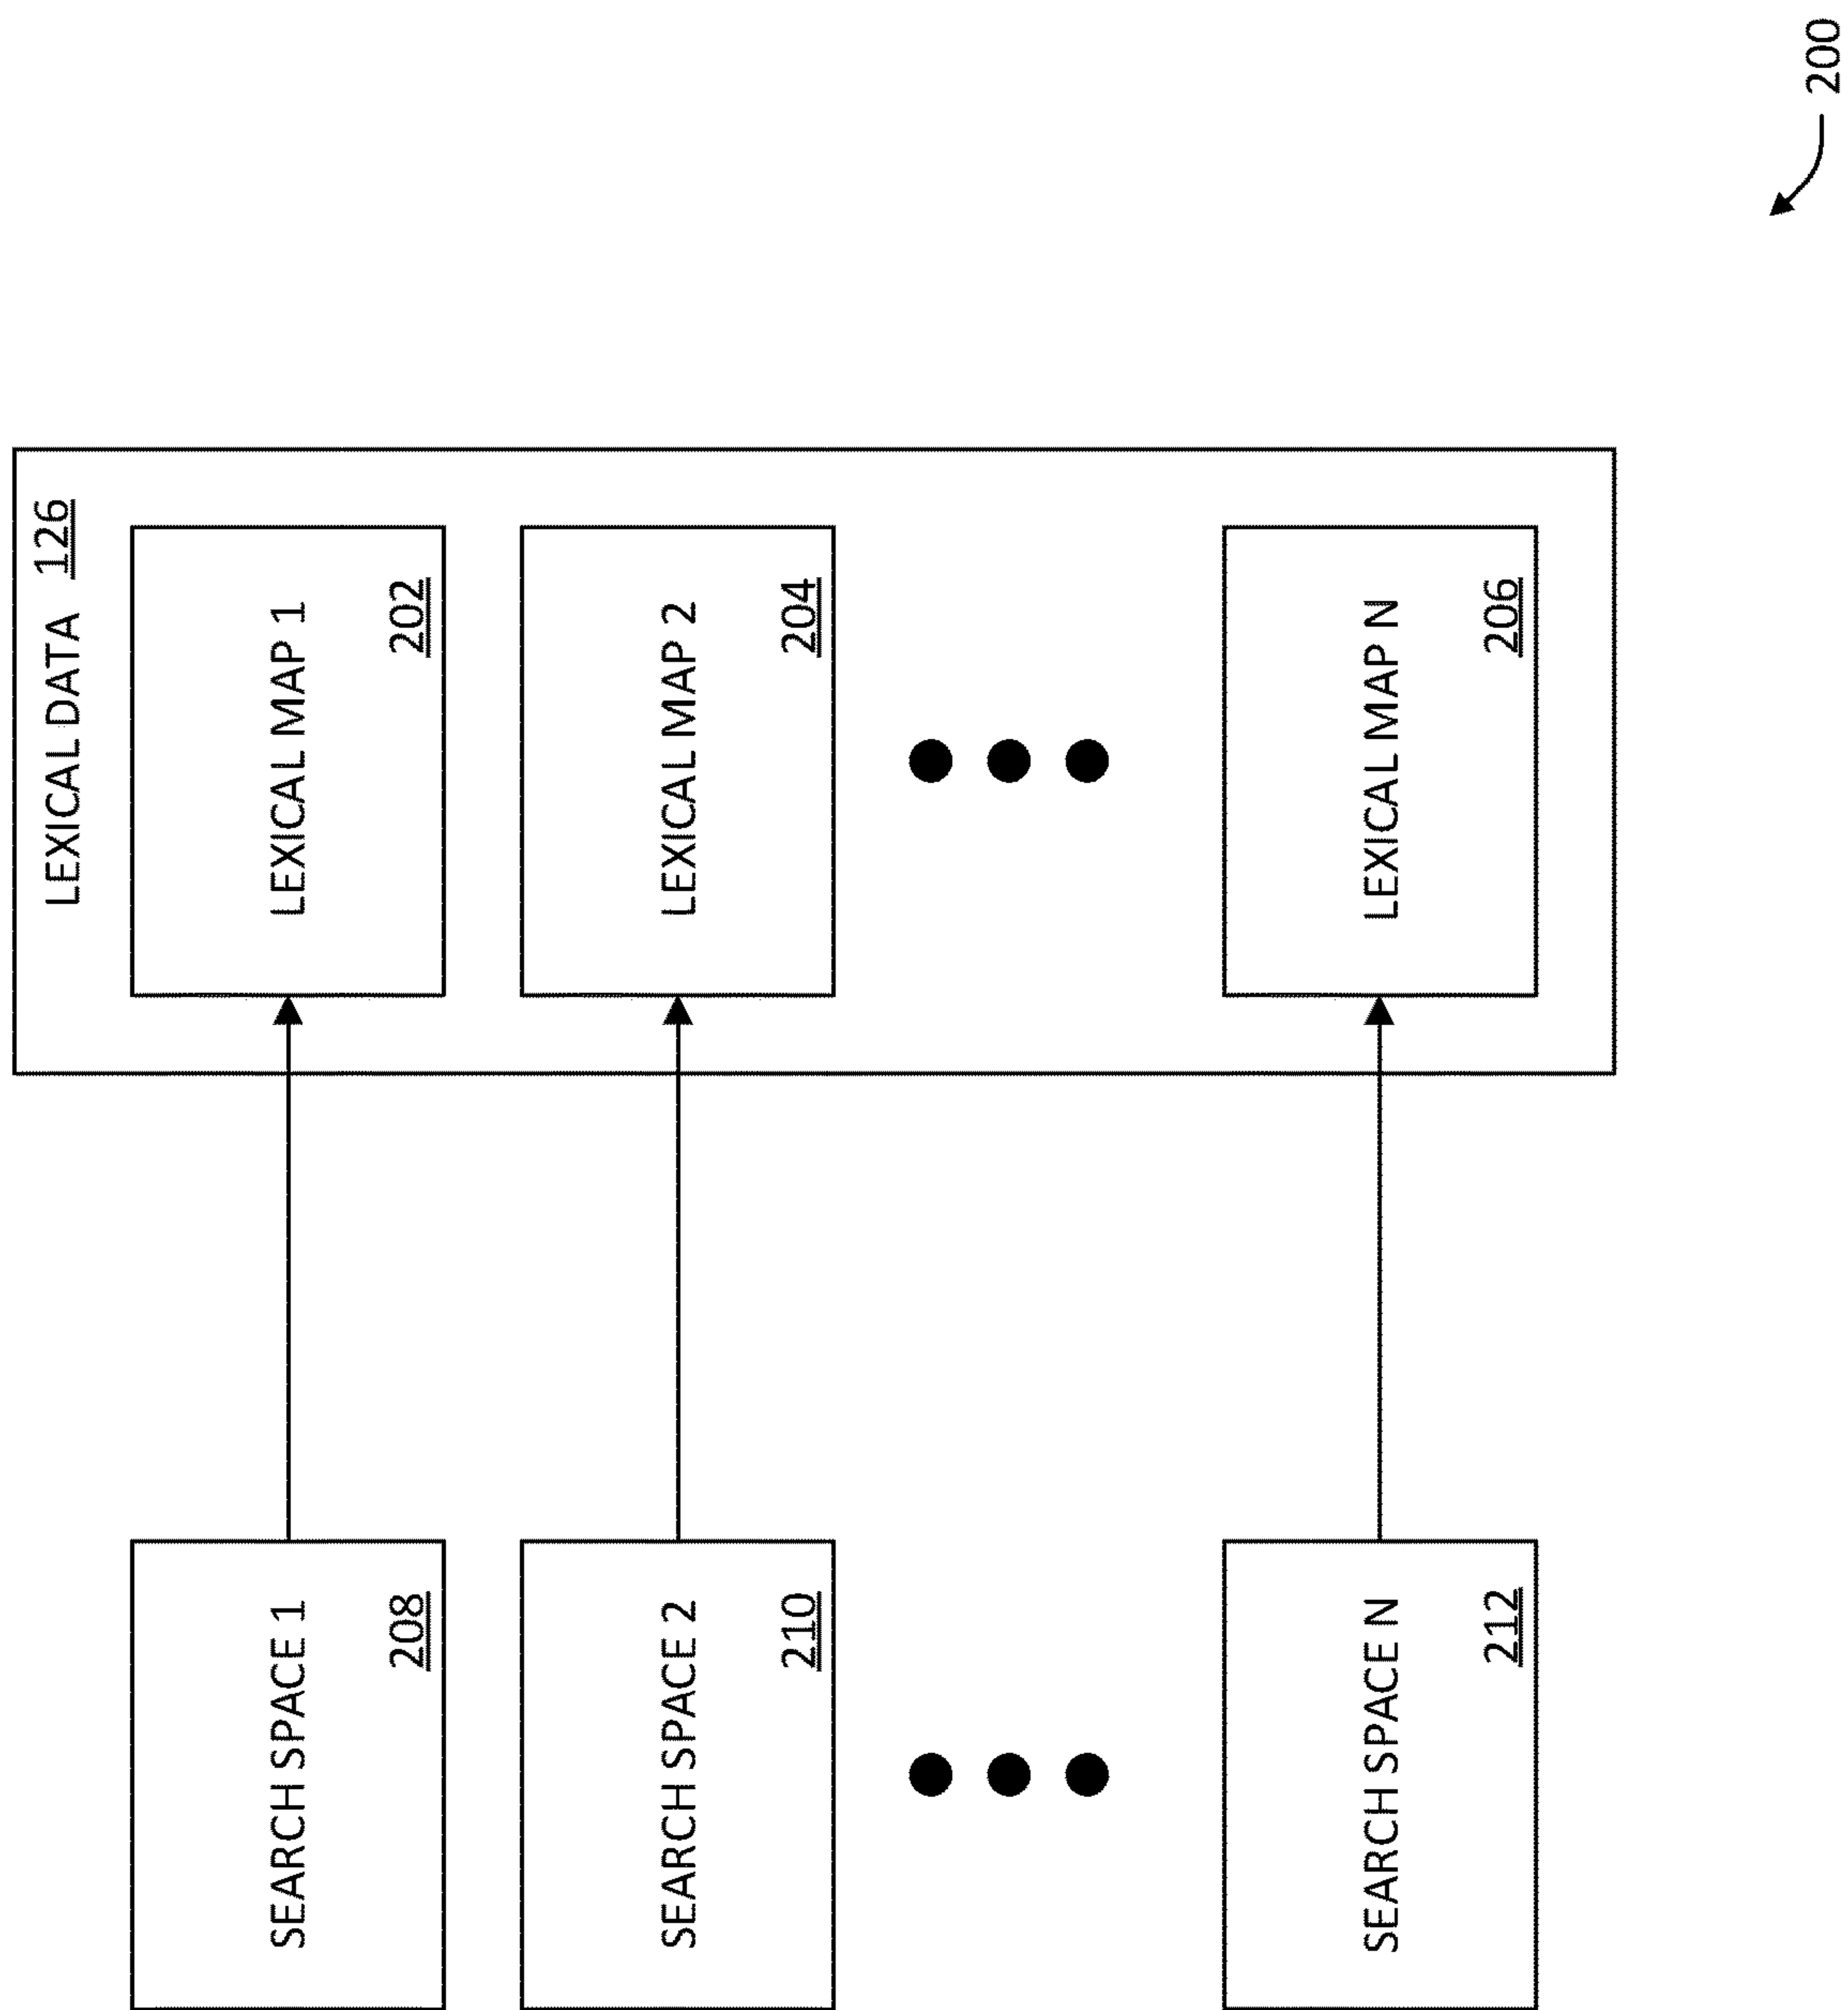 LEXICAL DATA 126
LEXICAL MAP 1
202
LEXICAL MAP 2
204
LEXICAL MAP N
206
SEARCH SPACE 1
208
SEARCH SPACE 2
210
SEARCH SPACE N
212
200